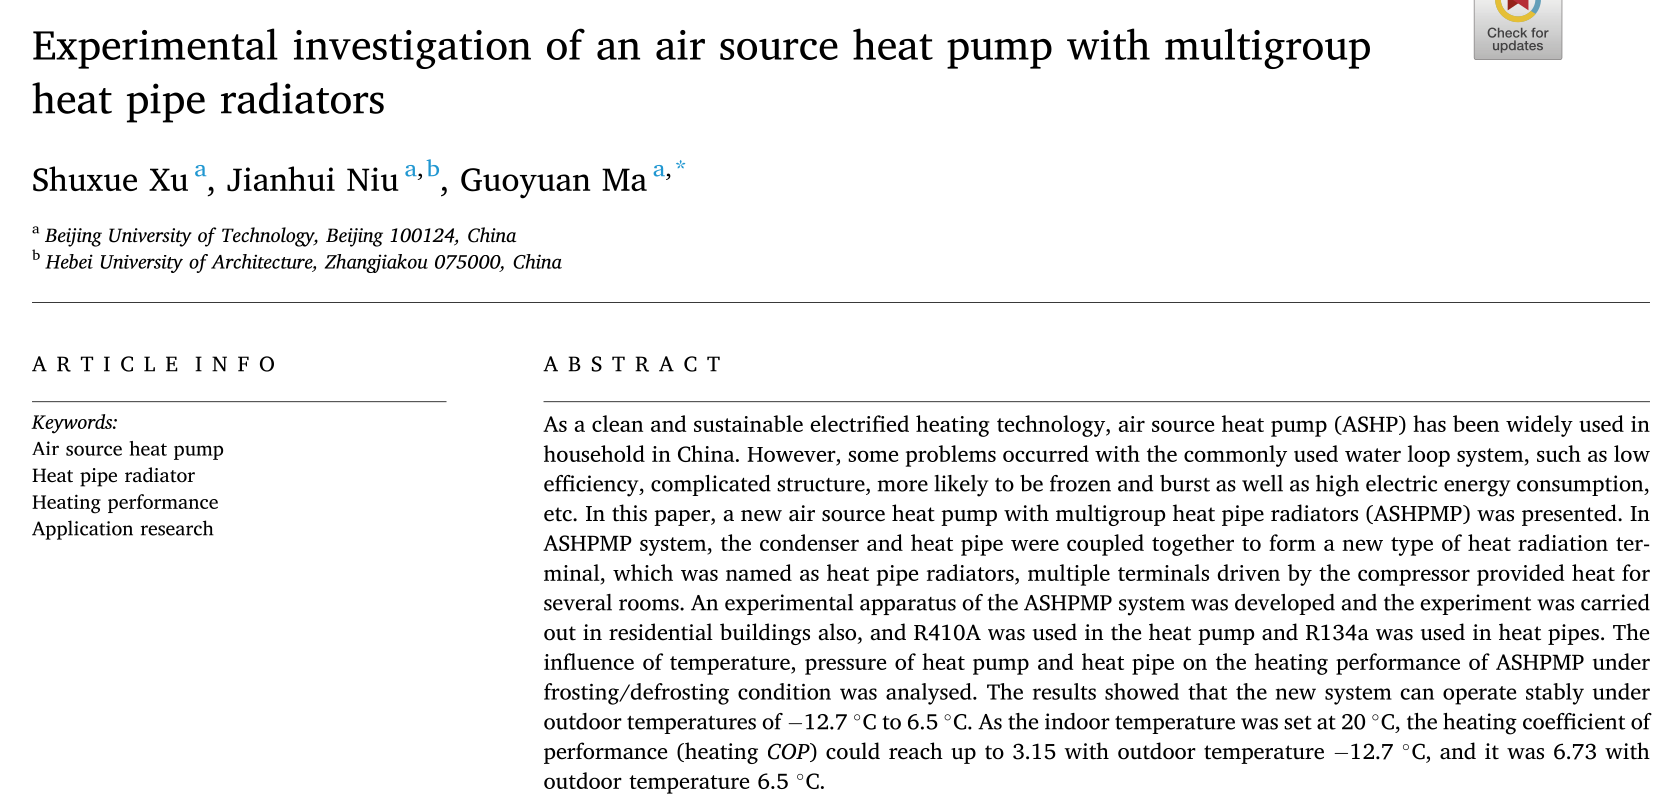 Check for
updates
Experimental investigation of an air source heat pump with multigroup
heat pipe radiators
Shuxue Xu a, Jianhui Niu a,b, Guoyuan Ma a,*
a Beijing University of Technology, Beijing 100124, China
b Hebei University of Architecture, Zhangjiakou 075000, China
ARTICLE INFO
Keywords:
Air source heat pump
Heat pipe radiator
Heating performance
Application research
ABSTRACT
As a clean and sustainable electrified heating technology, air source heat pump (ASHP) has been widely used in
household in China. However, some problems occurred with the commonly used water loop system, such as low
efficiency, complicated structure, more likely to be frozen and burst as well as high electric energy consumption,
etc. In this paper, a new air source heat pump with multigroup heat pipe radiators (ASHPMP) was presented. In
ASHPMP system, the condenser and heat pipe were coupled together to form a new type of heat radiation ter-
minal, which was named as heat pipe radiators, multiple terminals driven by the compressor provided heat for
several rooms. An experimental apparatus of the ASHPMP system was developed and the experiment was carried
out in residential buildings also, and R410A was used in the heat pump and R134a was used in heat pipes. The
influence of temperature, pressure of heat pump and heat pipe on the heating performance of ASHPMP under
frosting/defrosting condition was analysed. The results showed that the new system can operate stably under
outdoor temperatures of −12.7 °C to 6.5 °C. As the indoor temperature was set at 20 °C, the heating coefficient of
performance (heating COP) could reach up to 3.15 with outdoor temperature −12.7 °C, and it was 6.73 with
outdoor temperature 6.5 °C.